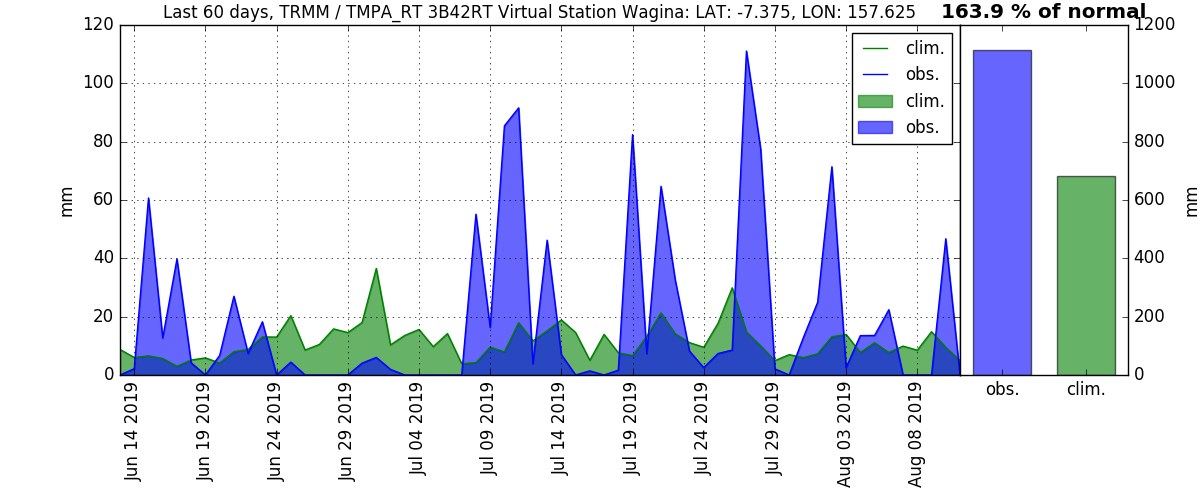 Last 60 days, TRMM / TMPA_RT 3B42RT Virtual Station Wagina: LAT: -7.375, LON: 157.625
163.9 % of normal
120
100
80
60
40
20
0
mm
clim.
obs.
clim.
obs.
1200
1000
800
600
400
200
0
mm
Jun 14 2019
Jun 19 2019
Jun 24 2019
Jun 29 2019
Jul 04 2019
Jul 09 2019
Jul 14 2019
Jul 19 2019
Jul 24 2019
Jul 29 2019
Aug 03 2019
Aug 08 2019
obs.
clim.